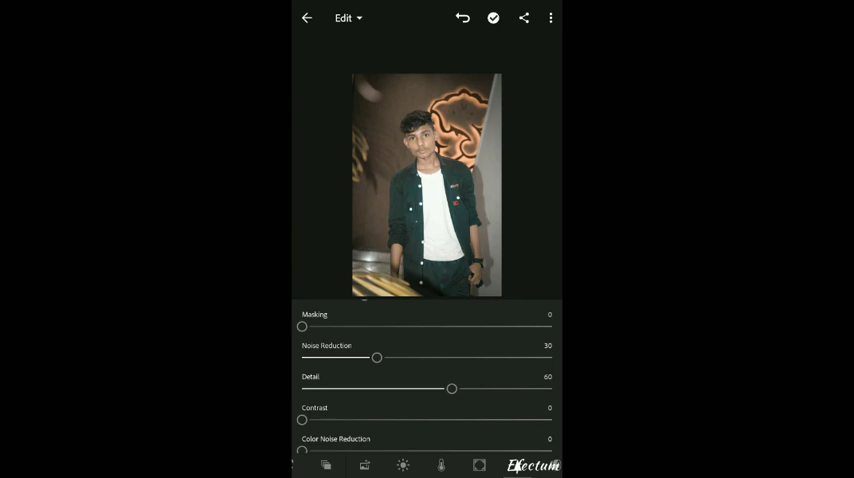 Edit
Masking 0
Noise Reduction 30
Detail 60
Contrast 0
Color Noise Reduction 0
Efectum